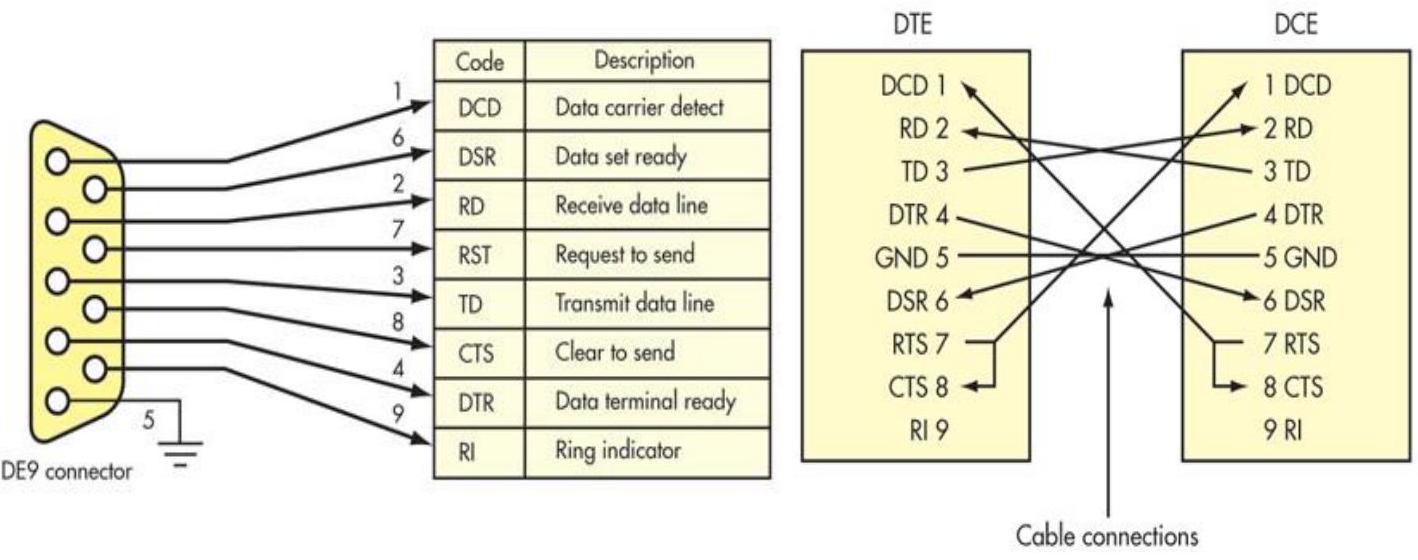 Code Description
1 DCD Data carrier detect
6 DSR Data set ready
2 RD Receive data line
7 RST Request to send
3 TD Transmit data line
8 CTS Clear to send
4 DTR Data terminal ready
9 RI Ring indicator
5
DE9 connector
DTE
DCD 1
RD 2
TD 3
DTR 4
GND 5
DSR 6
RTS 7
CTS 8
RI 9
DCE
1 DCD
2 RD
3 TD
4 DTR
5 GND
6 DSR
7 RTS
8 CTS
9 RI
Cable connections